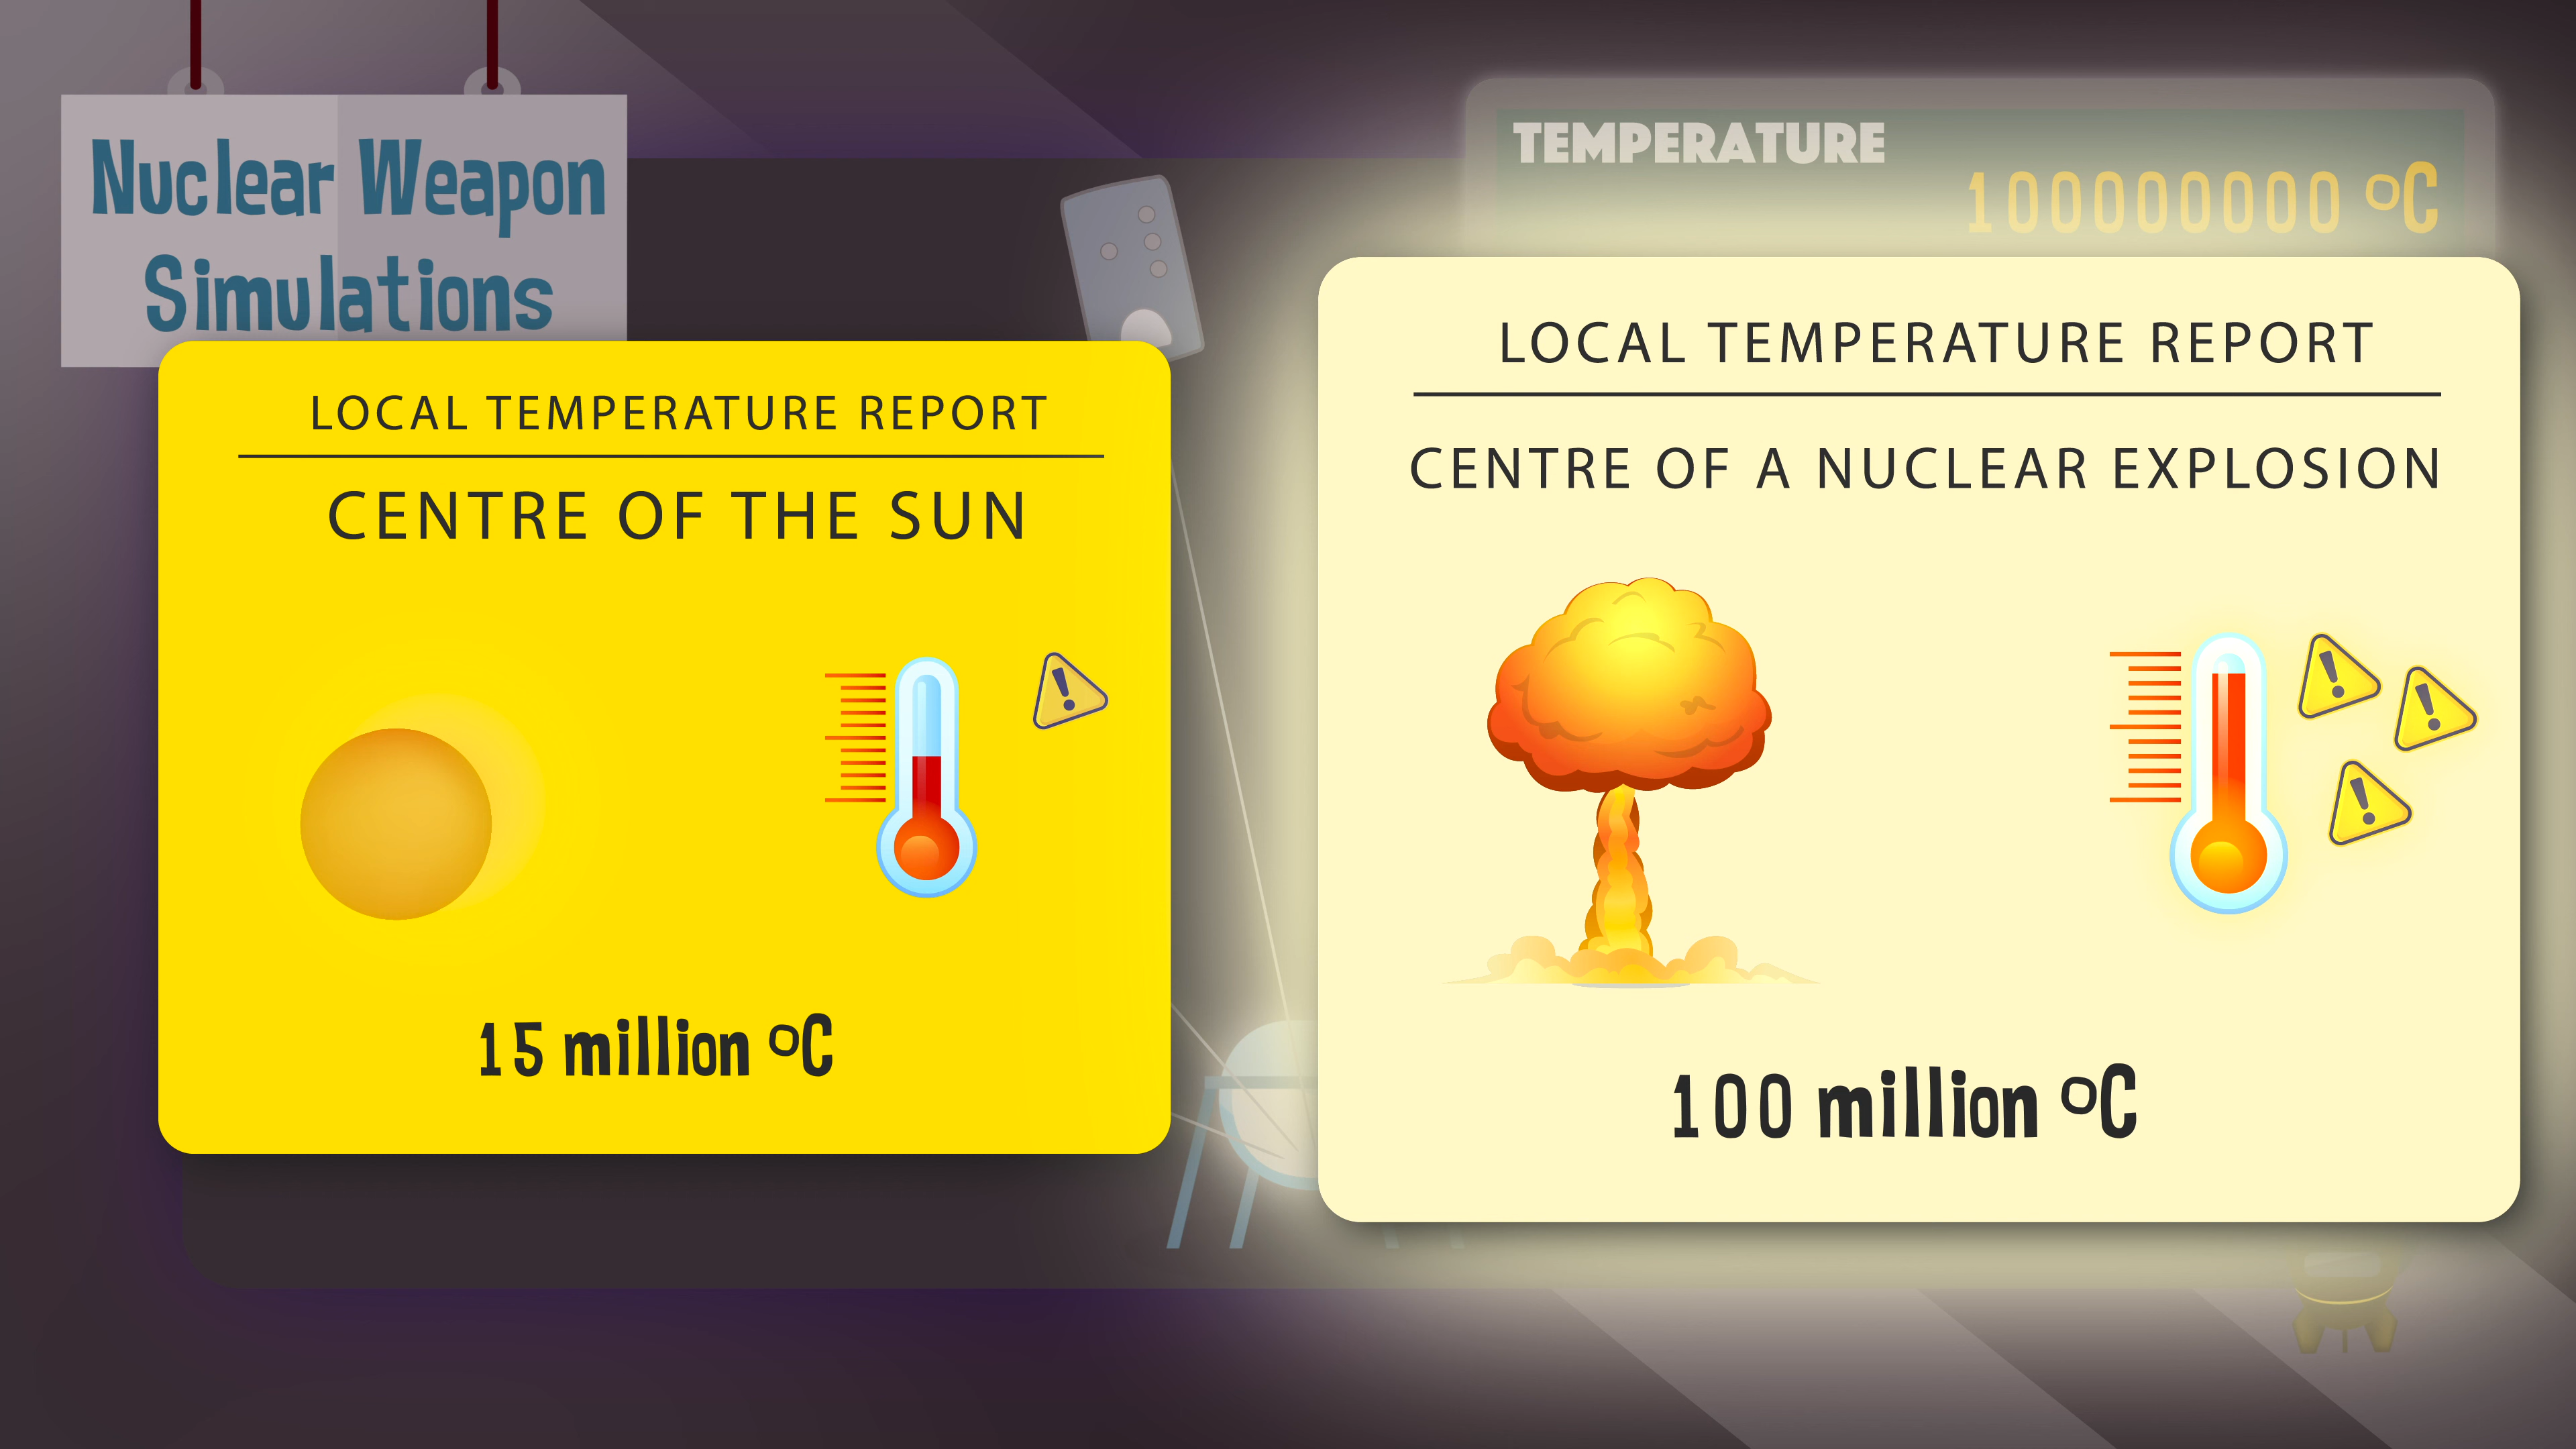 Nuclear Weapon
Simulations
TEMPERATURE
100000000 ºC
LOCAL TEMPERATURE REPORT
CENTRE OF THE SUN
15 million ºC
LOCAL TEMPERATURE REPORT
CENTRE OF A NUCLEAR EXPLOSION
100 million ºC